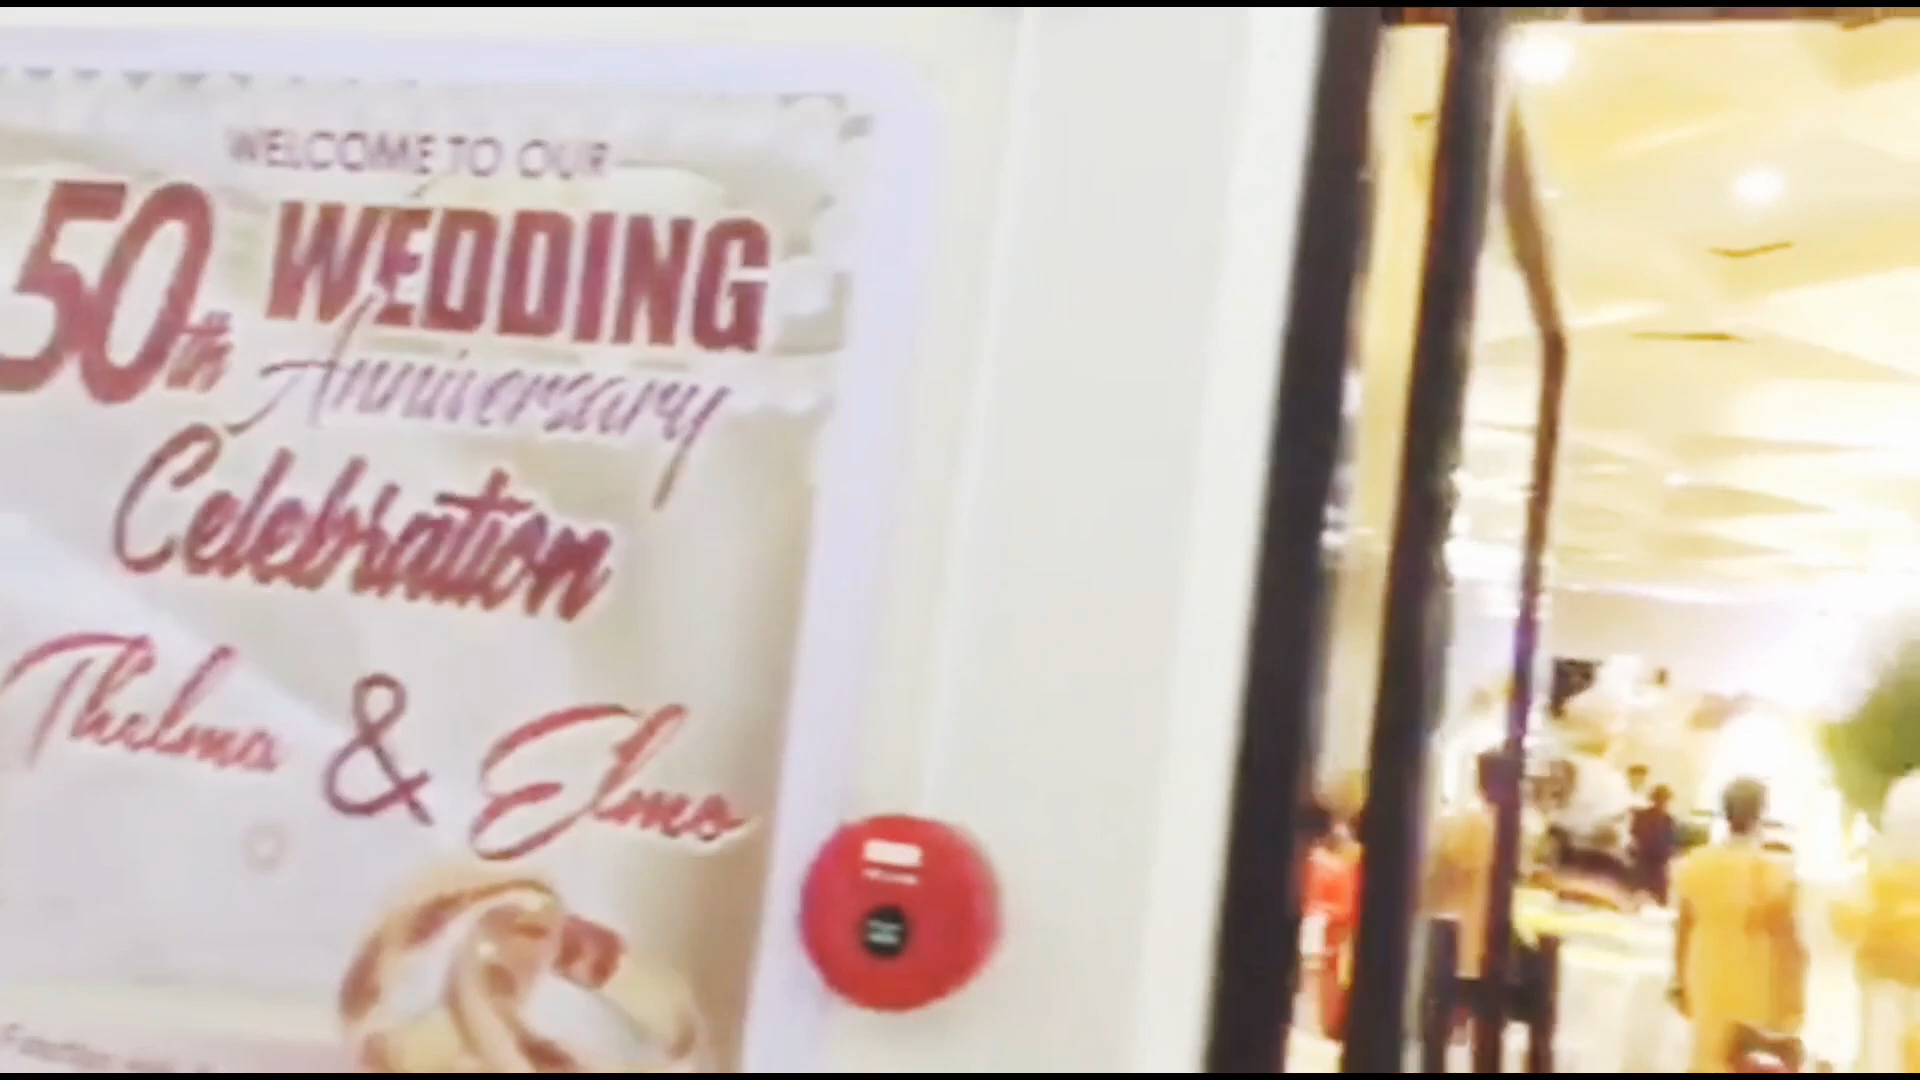 WELCOME TO OUR
50th WEDDING
Anniversary
Celebration
Thelma & Elmo